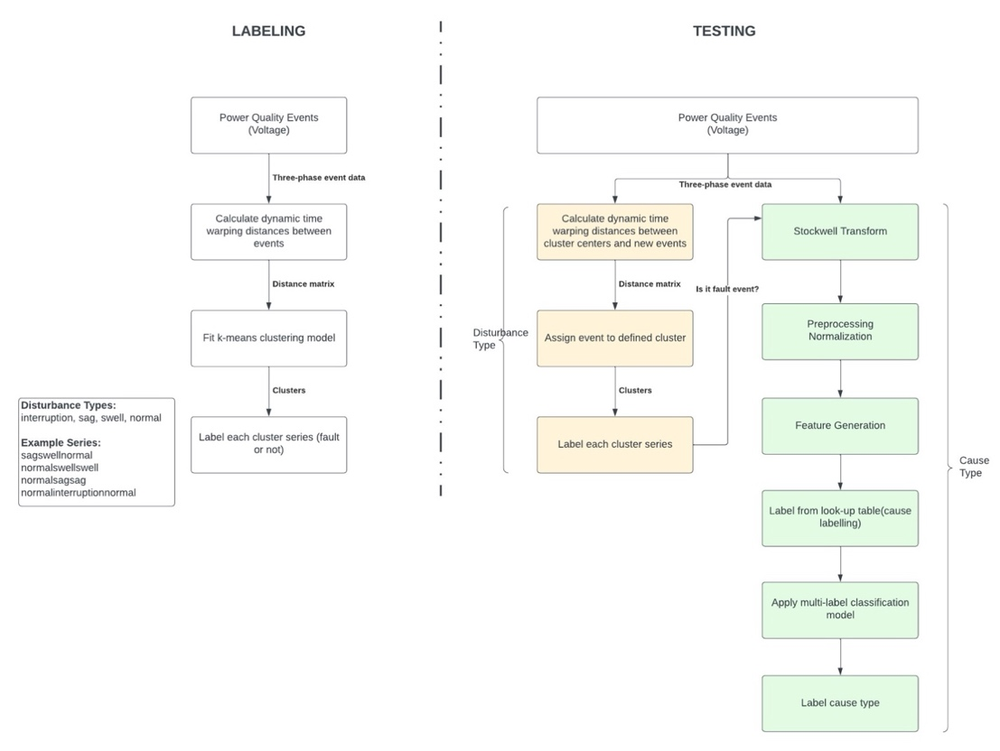 LABELING
Power Quality Events
(Voltage)
Three-phase event data
Calculate dynamic time
warping distances between
events
Distance matrix
Fit k-means clustering model
Clusters
Label each cluster series (fault
or not)
Disturbance Types:
interruption, sag, swell, normal
Example Series:
sagswellnormal
normalswellswell
normalsagsag
normalinterruptionnormal
TESTING
Power Quality Events
(Voltage)
Three-phase event data
Calculate dynamic time
warping distances between
cluster centers and new events
Distance matrix
Is it fault event?
Disturbance
Type
Assign event to defined cluster
Clusters
Label each cluster series
Stockwell Transform
Preprocessing
Normalization
Feature Generation
Label from look-up table(cause
labelling)
Apply multi-label classification
model
Label cause type
Cause
Type